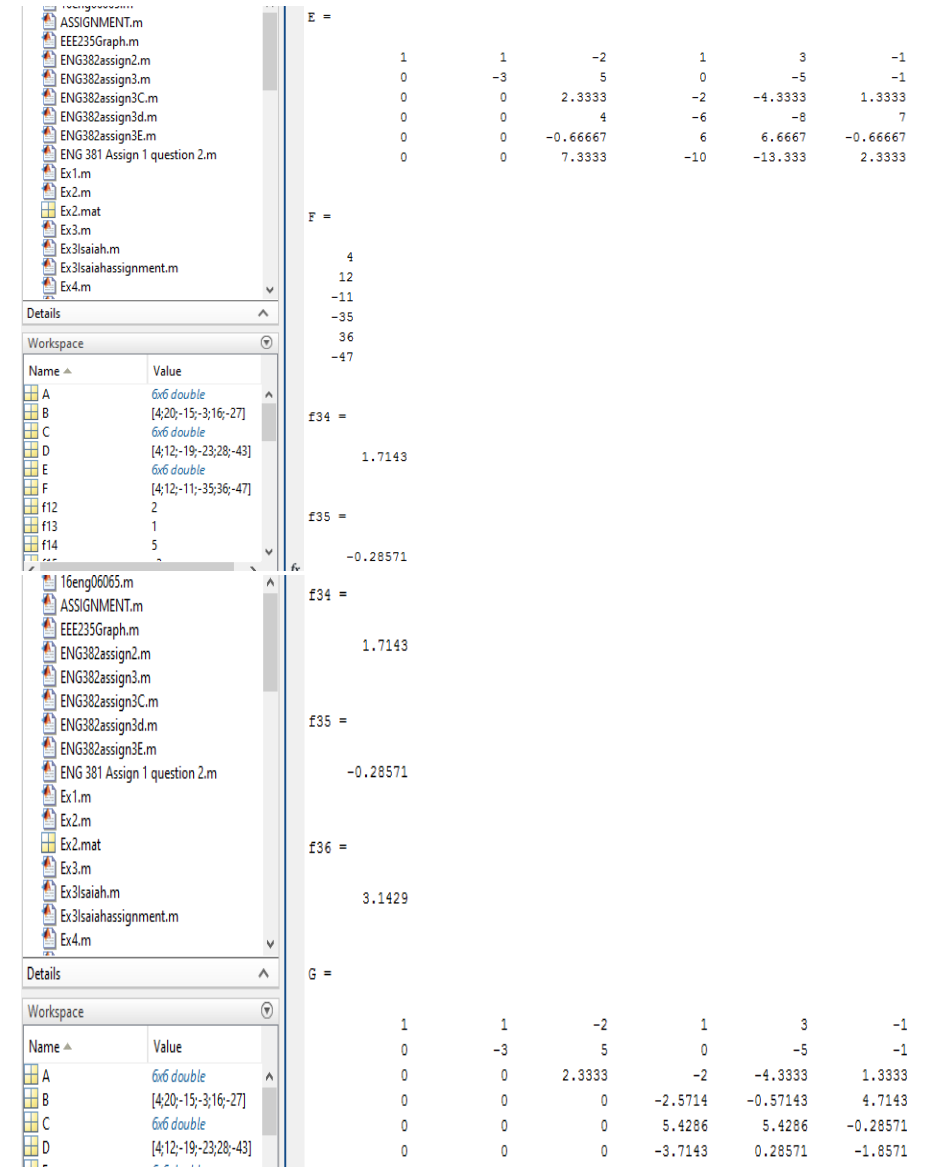 ASSIGNMENT.m
EEE235Graph.m
ENG382assign2.m
ENG382assign3.m
ENG382assign3C.m
ENG382assign3d.m
ENG382assign3E.m
ENG 381 Assign 1 question 2.m
Ex1.m
Ex2.m
Ex2.mat
Ex3.m
Ex3Isaiah.m
Ex3Isaiahassignment.m
Ex4.m
Details
Workspace
Name Value
A 6x6 double
B [4;20;-15;-3;16;-27]
C 6x6 double
D [4;12;-19;-23;28;-43]
E 6x6 double
F [4;12;-11;-35;36;-47]
f12 2
f13 1
f14 5
E =
1 1 -2 1 3 -1
0 -3 5 0 -5 -1
0 0 2.3333 -2 -4.3333 1.3333
0 0 4 -6 -8 7
0 0 -0.66667 6 6.6667 -0.66667
0 0 7.3333 -10 -13.333 2.3333
F =
4
12
-11
-35
36
-47
f34 =
1.7143
f35 =
-0.28571
fx
16eng06065.m
ASSIGNMENT.m
EEE235Graph.m
ENG382assign2.m
ENG382assign3.m
ENG382assign3C.m
ENG382assign3d.m
ENG382assign3E.m
ENG 381 Assign 1 question 2.m
Ex1.m
Ex2.m
Ex2.mat
Ex3.m
Ex3Isaiah.m
Ex3Isaiahassignment.m
Ex4.m
Details
Workspace
Name Value
A 6x6 double
B [4;20;-15;-3;16;-27]
C 6x6 double
D [4;12;-19;-23;28;-43]
f34 =
1.7143
f35 =
-0.28571
f36 =
3.1429
G =
1 1 -2 1 3 -1
0 -3 5 0 -5 -1
0 0 2.3333 -2 -4.3333 1.3333
0 0 0 -2.5714 -0.57143 4.7143
0 0 0 5.4286 5.4286 -0.28571
0 0 0 -3.7143 0.28571 -1.8571